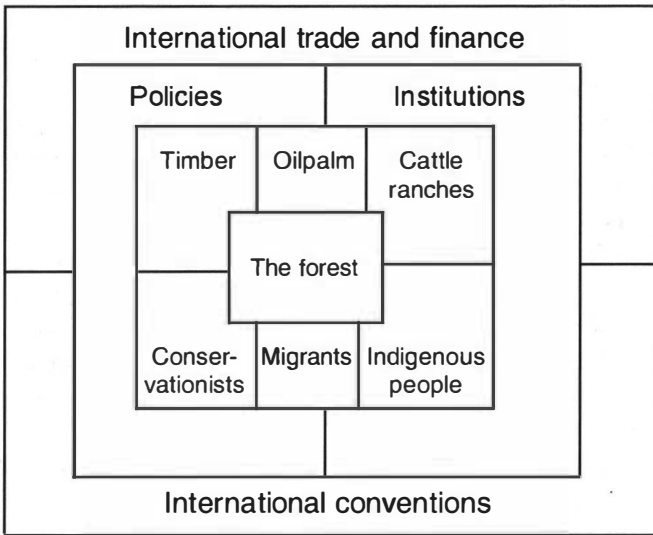 International trade and finance
Policies
Institutions
Timber
Oilpalm
Cattle
ranches
The forest
Conser-
vationists
Migrants
Indigenous
people
International conventions